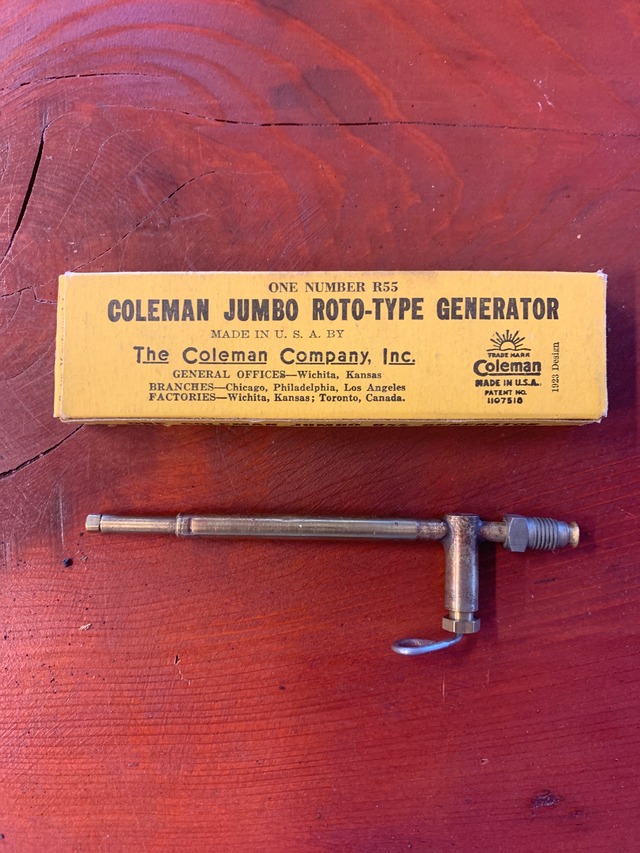 ONE NUMBER R55
COLEMAN JUMBO ROTO-TYPE GENERATOR
MADE IN U. S. A. BY
The Coleman Company, Inc.
GENERAL OFFICES—Wichita, Kansas
BRANCHES—Chicago, Philadelphia, Los Angeles
FACTORIES—Wichita, Kansas; Toronto, Canada.
TRADE MARK
Coleman
MADE IN U.S.A.
PATENT NO.
1107518
1923 Design